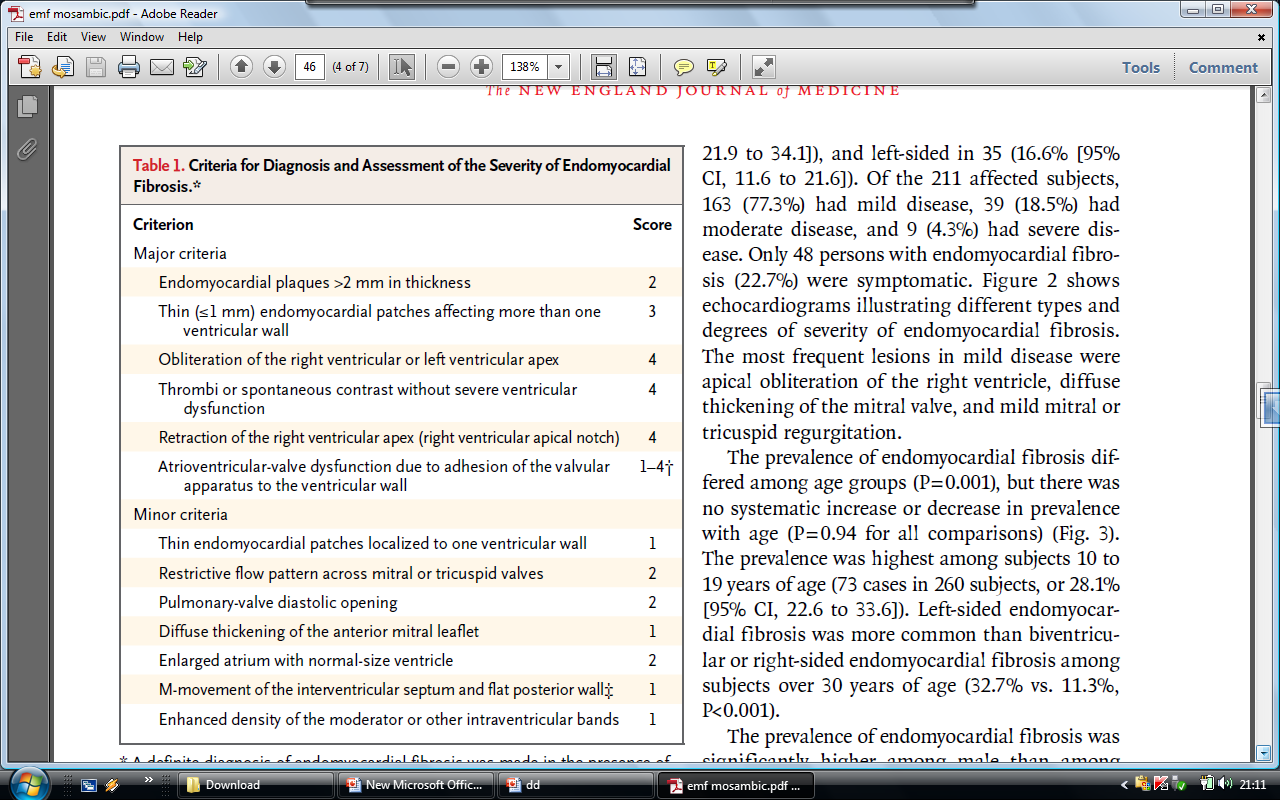 emf mosambic.pdf - Adobe Reader
File Edit View Window Help
46 (4 of 7) 138% Tools Comment
The NEW ENGLAND JOURNAL of MEDICINE
Table 1. Criteria for Diagnosis and Assessment of the Severity of Endomyocardial
Fibrosis.*
Criterion Score
Major criteria
Endomyocardial plaques >2 mm in thickness 2
Thin (≤1 mm) endomyocardial patches affecting more than one
ventricular wall 3
Obliteration of the right ventricular or left ventricular apex 4
Thrombi or spontaneous contrast without severe ventricular
dysfunction 4
Retraction of the right ventricular apex (right ventricular apical notch) 4
Atrioventricular-valve dysfunction due to adhesion of the valvular
apparatus to the ventricular wall 1–4†
Minor criteria
Thin endomyocardial patches localized to one ventricular wall 1
Restrictive flow pattern across mitral or tricuspid valves 2
Pulmonary-valve diastolic opening 2
Diffuse thickening of the anterior mitral leaflet 1
Enlarged atrium with normal-size ventricle 2
M-movement of the interventricular septum and flat posterior wall‡ 1
Enhanced density of the moderator or other intraventricular bands 1
* A definite diagnosis of endomyocardial fibrosis was made in the presence of
21.9 to 34.1]), and left-sided in 35 (16.6% [95%
CI, 11.6 to 21.6]). Of the 211 affected subjects,
163 (77.3%) had mild disease, 39 (18.5%) had
moderate disease, and 9 (4.3%) had severe dis-
ease. Only 48 persons with endomyocardial fibro-
sis (22.7%) were symptomatic. Figure 2 shows
echocardiograms illustrating different types and
degrees of severity of endomyocardial fibrosis.
The most frequent lesions in mild disease were
apical obliteration of the right ventricle, diffuse
thickening of the mitral valve, and mild mitral or
tricuspid regurgitation.
The prevalence of endomyocardial fibrosis dif-
fered among age groups (P=0.001), but there was
no systematic increase or decrease in prevalence
with age (P=0.94 for all comparisons) (Fig. 3).
The prevalence was highest among subjects 10 to
19 years of age (73 cases in 260 subjects, or 28.1%
[95% CI, 22.6 to 33.6]). Left-sided endomyocar-
dial fibrosis was more common than biventricu-
lar or right-sided endomyocardial fibrosis among
subjects over 30 years of age (32.7% vs. 11.3%,
P<0.001).
The prevalence of endomyocardial fibrosis was
significantly higher among male than among
Download New Microsoft Offic... dd emf mosambic.pdf ... 21:11